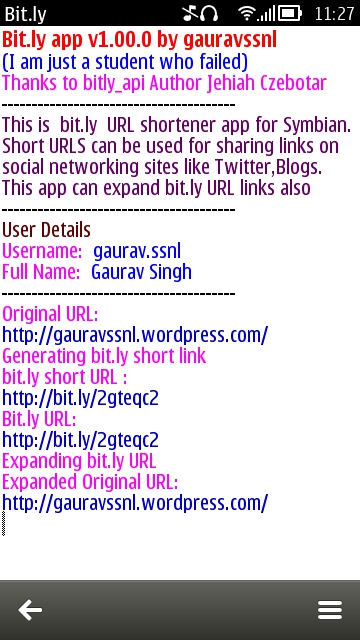 Bit.ly 11:27
Bit.ly app v1.00.0 by gauravssnl
(I am just a student who failed)
Thanks to bitly_api Author Jehiah Czebotar
---------------------------------------
This is  bit.ly  URL shortener app for Symbian.
Short URLS can be used for sharing links on
social networking sites like Twitter,Blogs.
This app can expand bit.ly URL links also
---------------------------------------
User Details
Username:  gaurav.ssnl
Full Name:  Gaurav Singh
---------------------------------------
Original URL:
http://gauravssnl.wordpress.com/
Generating bit.ly short link
bit.ly short URL :
http://bit.ly/2gteqc2
Bit.ly URL:
http://bit.ly/2gteqc2
Expanding bit.ly URL
Expanded Original URL:
http://gauravssnl.wordpress.com/